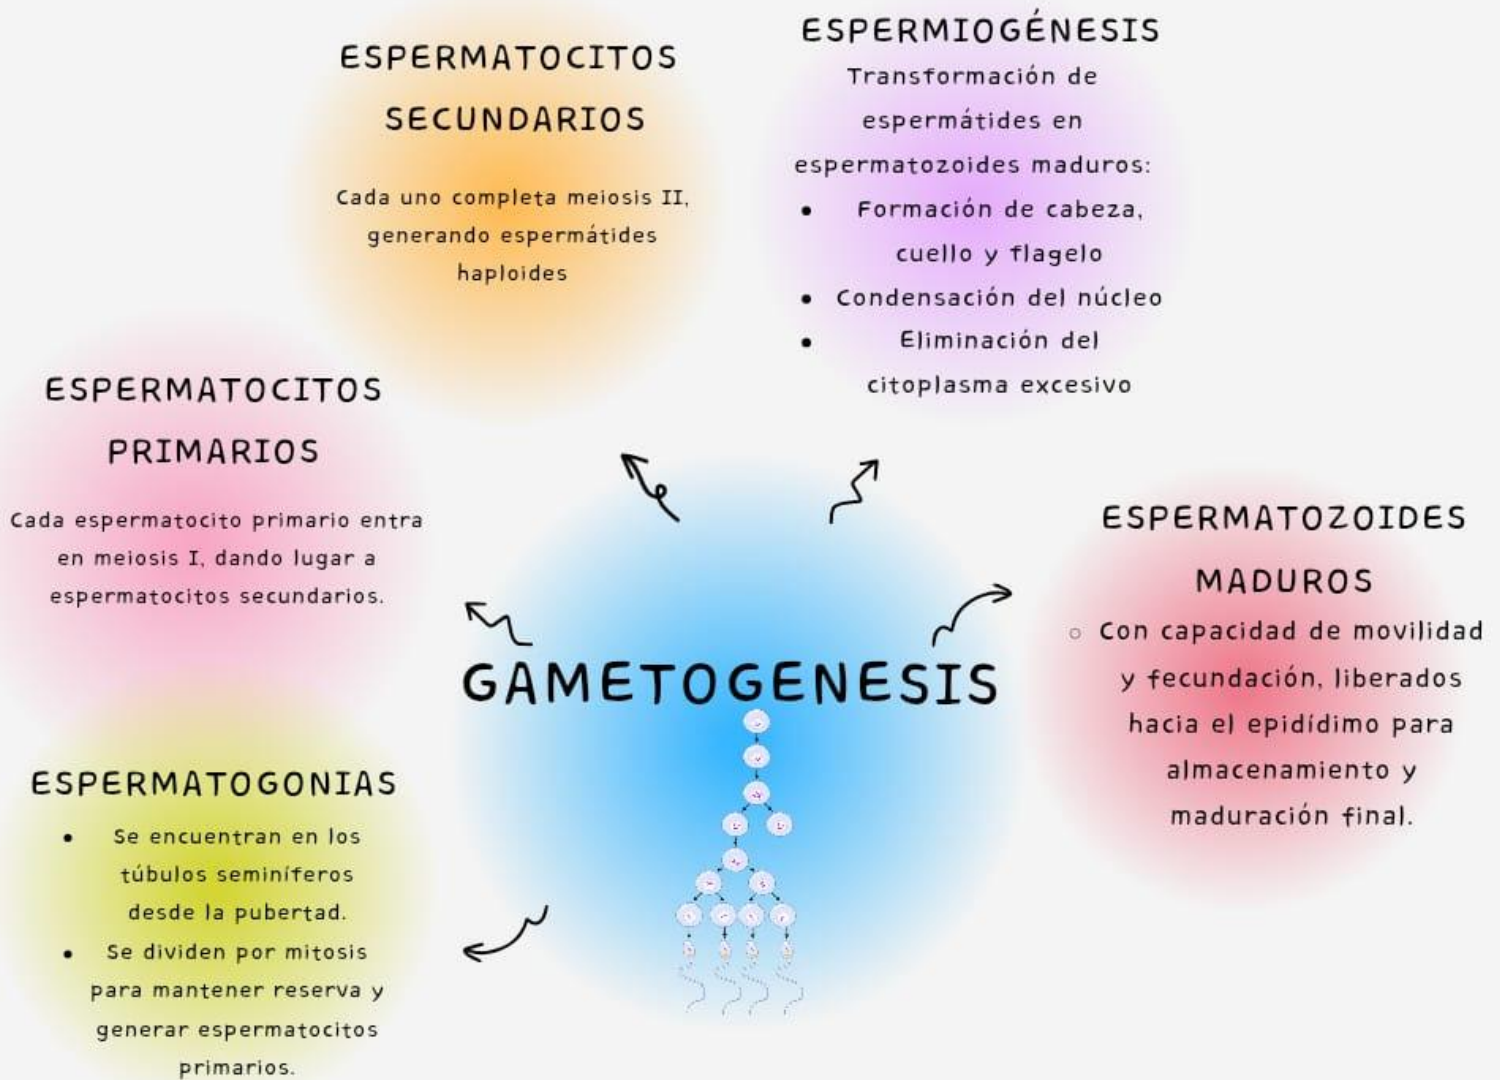 ESPERMATOCITOS
SECUNDARIOS
Cada uno completa meiosis II,
generando espermátides
haploides
ESPERMIOGÉNESIS
Transformación de
espermátides en
espermatozoides maduros:
• Formación de cabeza,
cuello y flagelo
• Condensación del núcleo
• Eliminación del
citoplasma excesivo
ESPERMATOCITOS
PRIMARIOS
Cada espermatocito primario entra
en meiosis I, dando lugar a
espermatocitos secundarios.
ESPERMATOZOIDES
MADUROS
○ Con capacidad de movilidad
y fecundación, liberados
hacia el epidídimo para
almacenamiento y
maduración final.
GAMETOGENESIS
ESPERMATOGONIAS
• Se encuentran en los
túbulos seminíferos
desde la pubertad.
• Se dividen por mitosis
para mantener reserva y
generar espermatocitos
primarios.